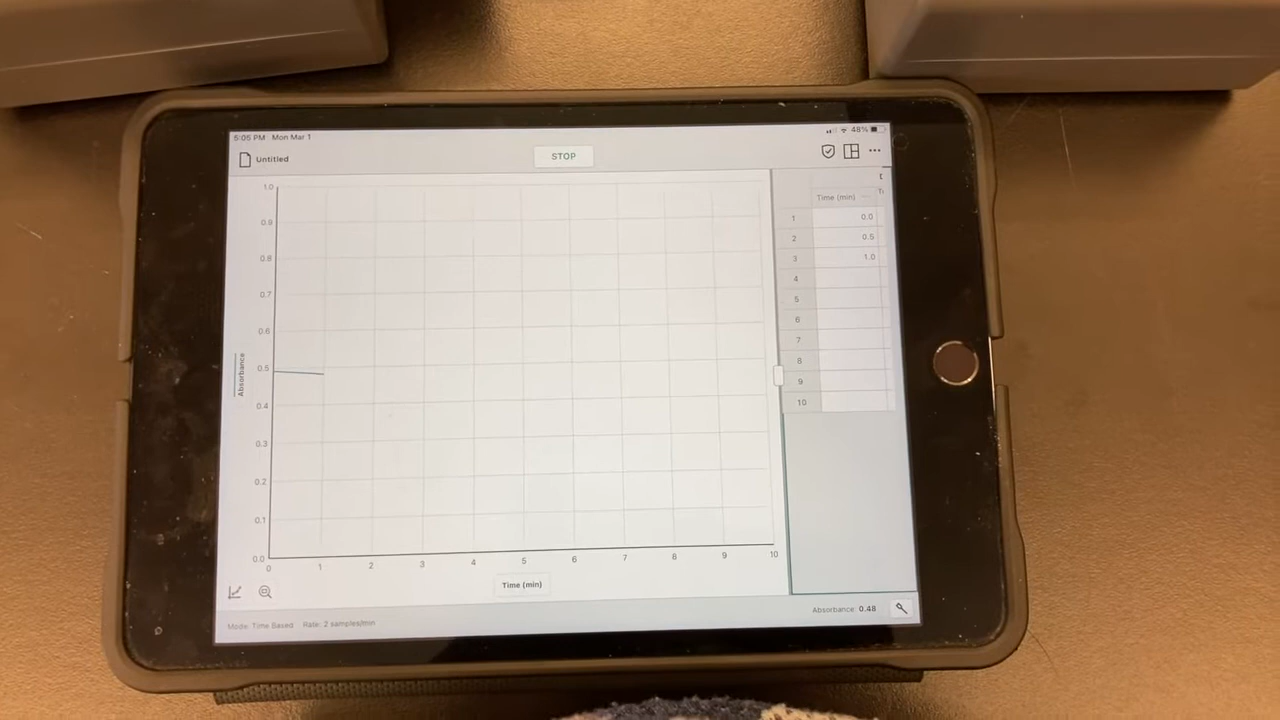 5:05 PM Mon Mar 1
48%
Untitled
STOP
1.0
0.9
0.8
0.7
0.6
0.5
0.4
0.3
0.2
0.1
0.0
Absorbance
0 1 2 3 4 5 6 7 8 9 10
Time (min)
Time (min)
1 0.0
2 0.5
3 1.0
4
5
6
7
8
9
10
Mode: Time Based Rate: 2 samples/min
Absorbance: 0.48